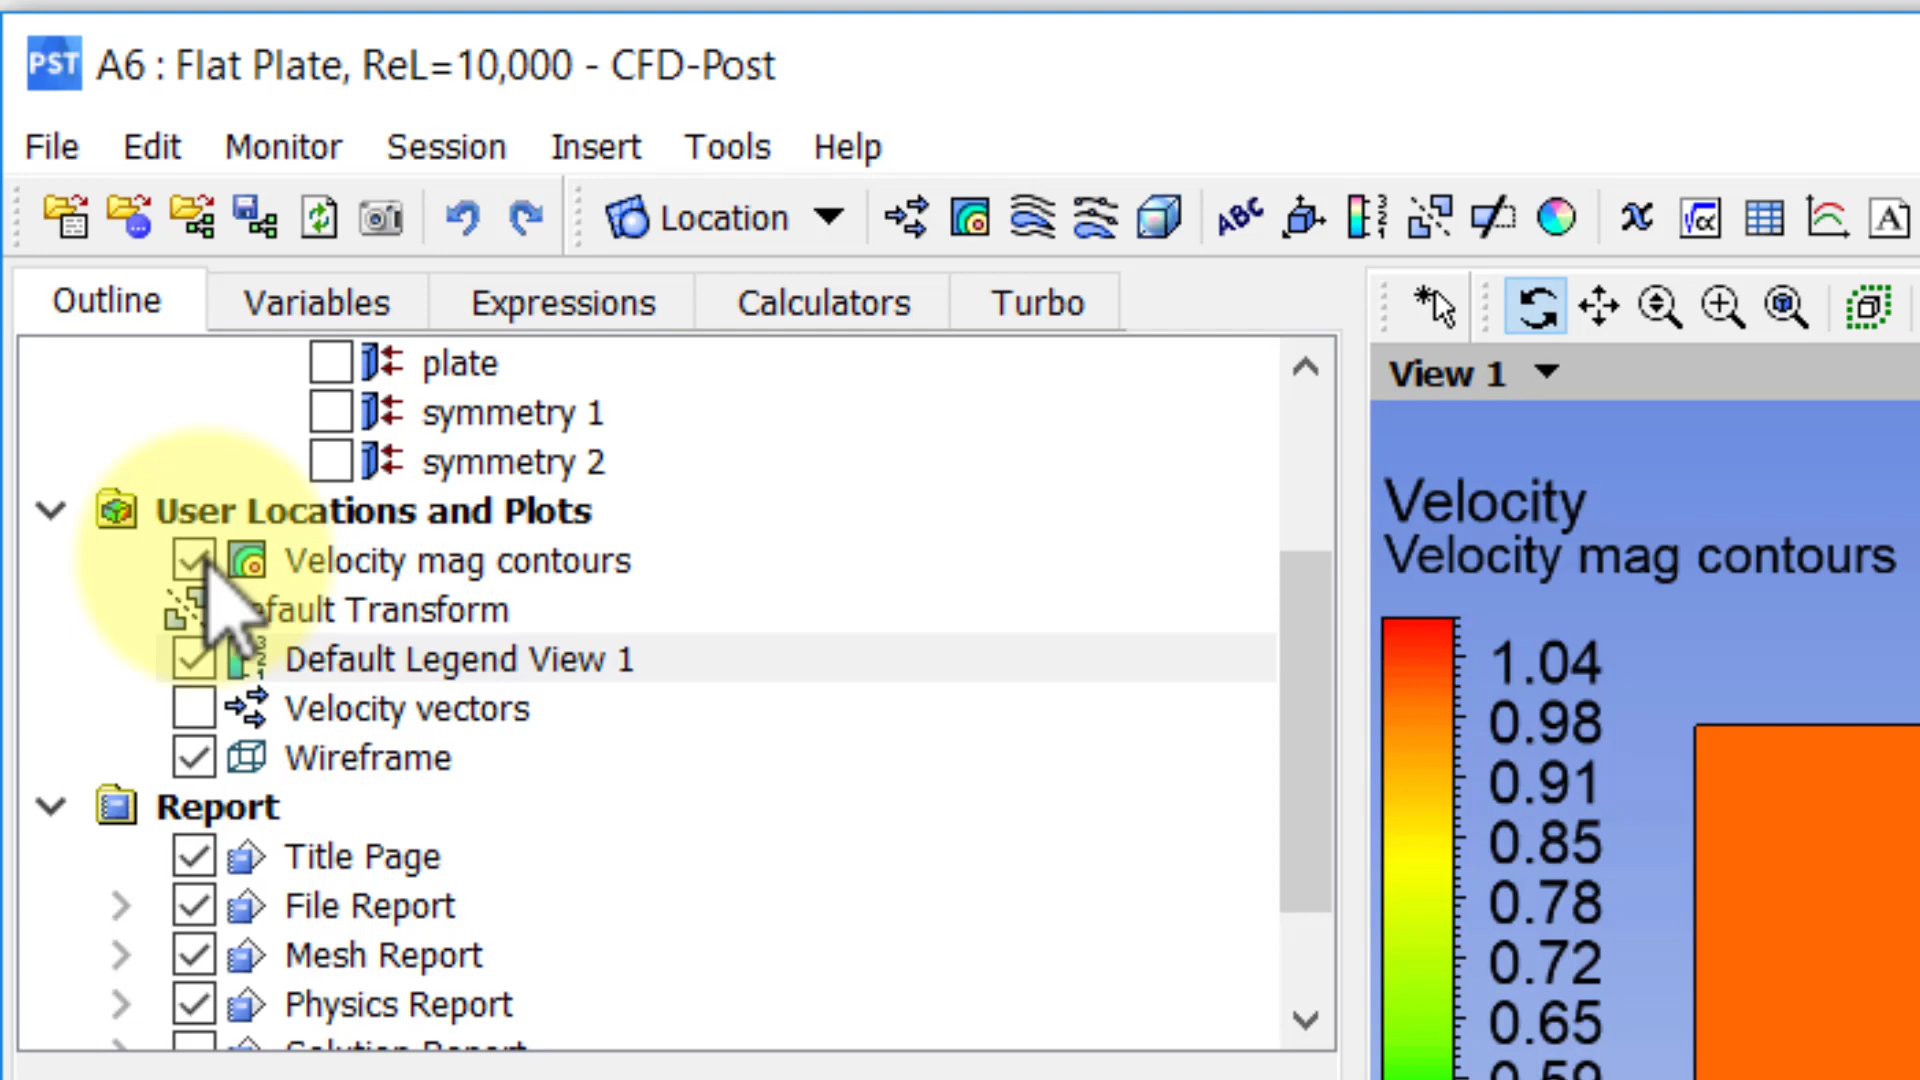 PST A6 : Flat Plate, ReL=10,000 - CFD-Post
File Edit Monitor Session Insert Tools Help
Location ABC
Outline Variables Expressions Calculators Turbo
plate
symmetry 1
symmetry 2
User Locations and Plots
Velocity mag contours
fault Transform
Default Legend View 1
Velocity vectors
Wireframe
Report
Title Page
File Report
Mesh Report
Physics Report
View 1
Velocity
Velocity mag contours
1.04
0.98
0.91
0.85
0.78
0.72
0.65
0.59